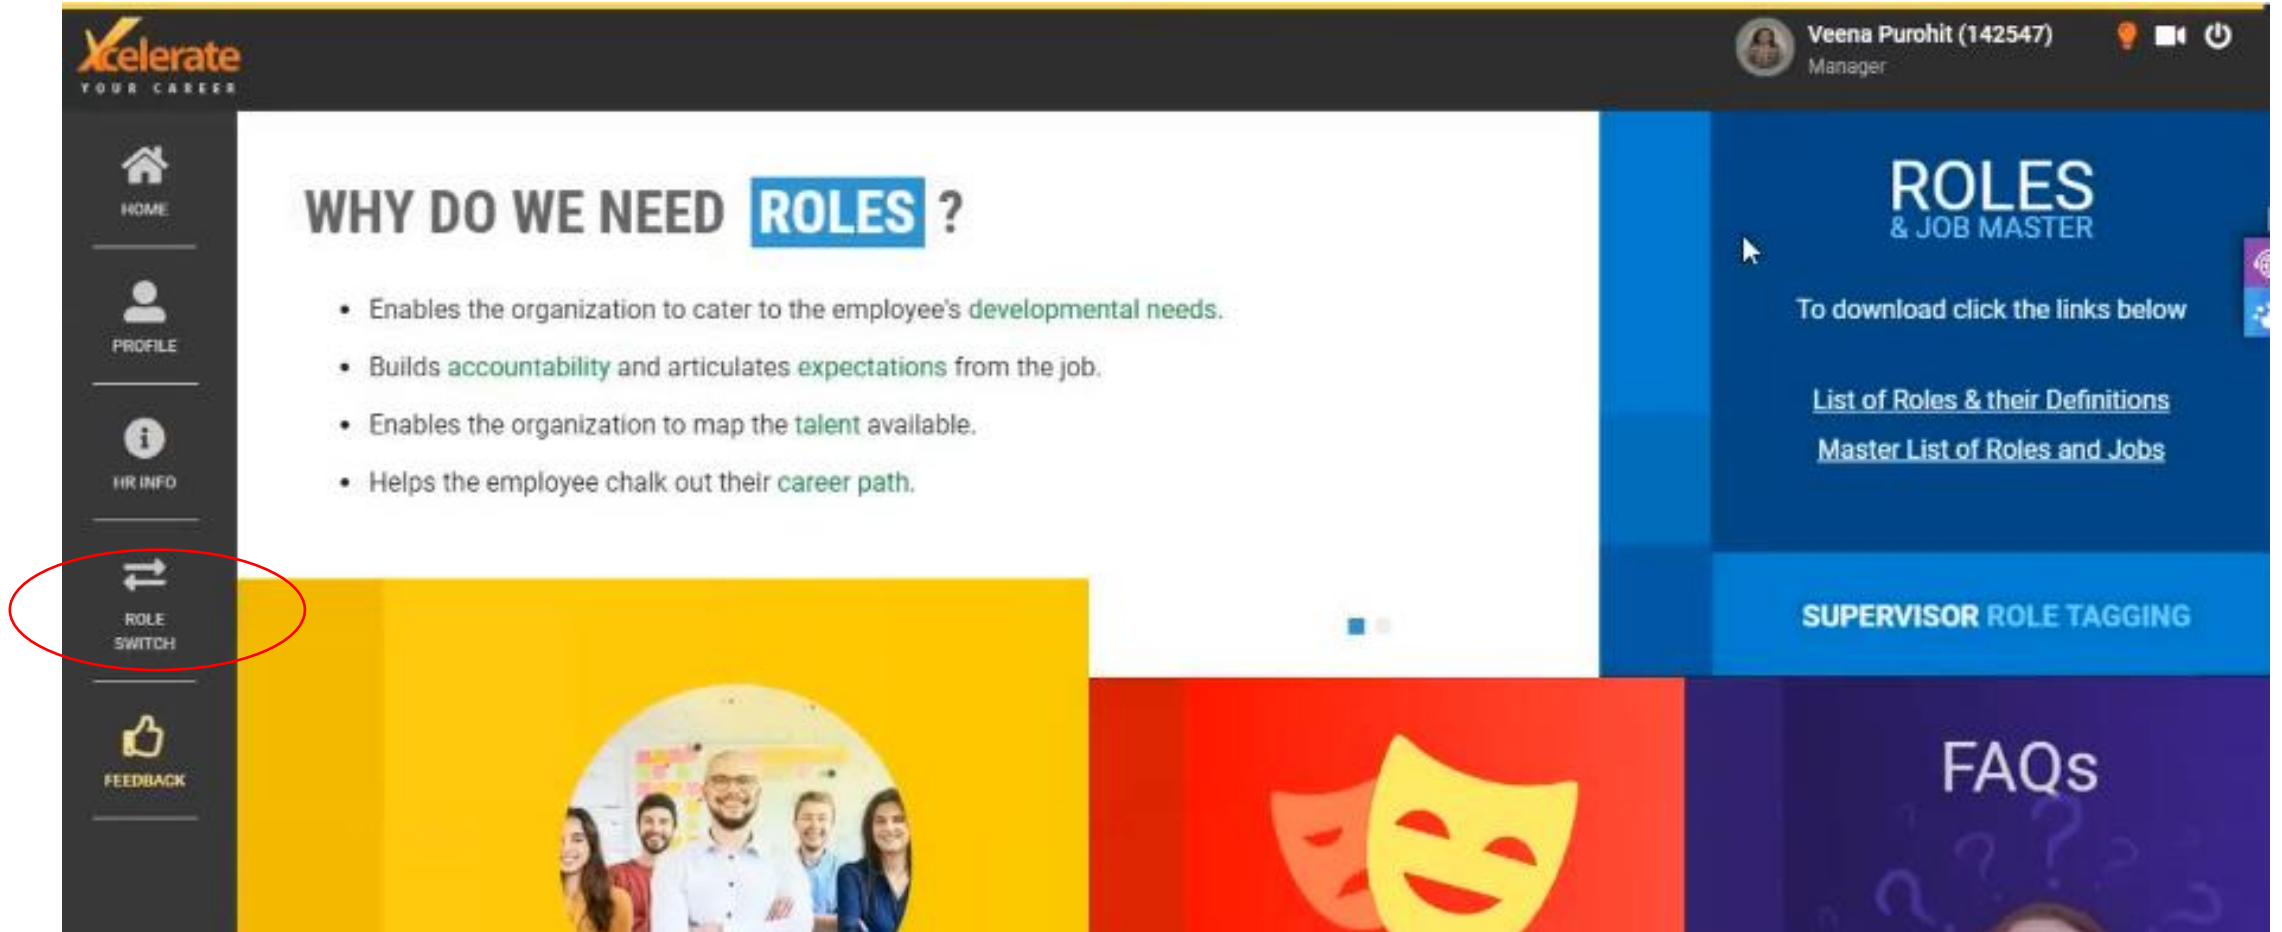 Xcelerate
YOUR CAREER
Veena Purohit (142547)
Manager
HOME
PROFILE
HR INFO
ROLE
SWITCH
FEEDBACK
WHY DO WE NEED ROLES ?
• Enables the organization to cater to the employee's developmental needs.
• Builds accountability and articulates expectations from the job.
• Enables the organization to map the talent available.
• Helps the employee chalk out their career path.
ROLES
& JOB MASTER
To download click the links below
List of Roles & their Definitions
Master List of Roles and Jobs
SUPERVISOR ROLE TAGGING
FAQs